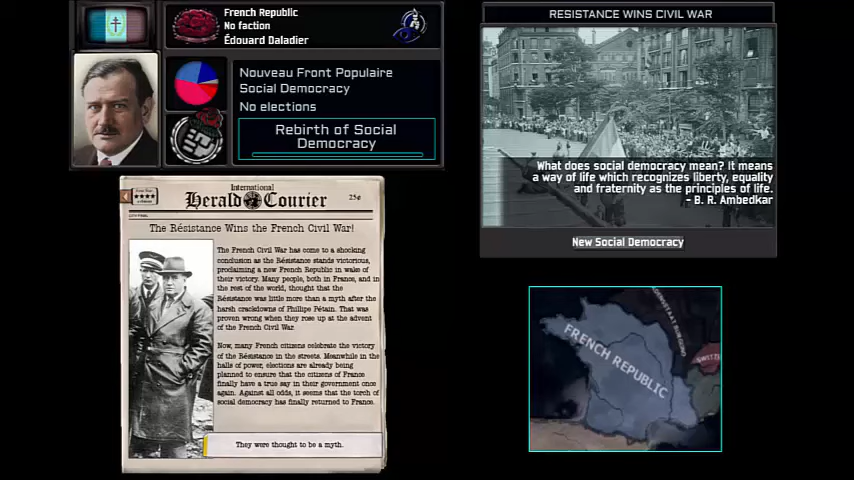 French Republic
No faction
Édouard Daladier
Nouveau Front Populaire
Social Democracy
No elections
Rebirth of Social
Democracy
RESISTANCE WINS CIVIL WAR
What does social democracy mean? It means
a way of life which recognizes liberty, equality
and fraternity as the principles of life.
- B. R. Ambedkar
New Social Democracy
International
Herald Courier
25¢
The Résistance Wins the French Civil War!
The French Civil War has come to a shocking
conclusion as the Résistance stands victorious,
proclaiming a new French Republic in wake of
their victory. Many people, both in France, and in
the rest of the world, thought that the
Résistance was little more than a myth after the
harsh crackdowns of Phillipe Pétain. That was
proven wrong when they rose up at the advent
of the French Civil War.
Now, many French citizens celebrate the victory
of the Résistance in the streets. Meanwhile in the
halls of power, elections are already being
planned to ensure that the citizens of France
finally have a true say in their government once
again. Against all odds, it seems that the torch of
social democracy has finally returned to France.
They were thought to be a myth.
FRENCH REPUBLIC